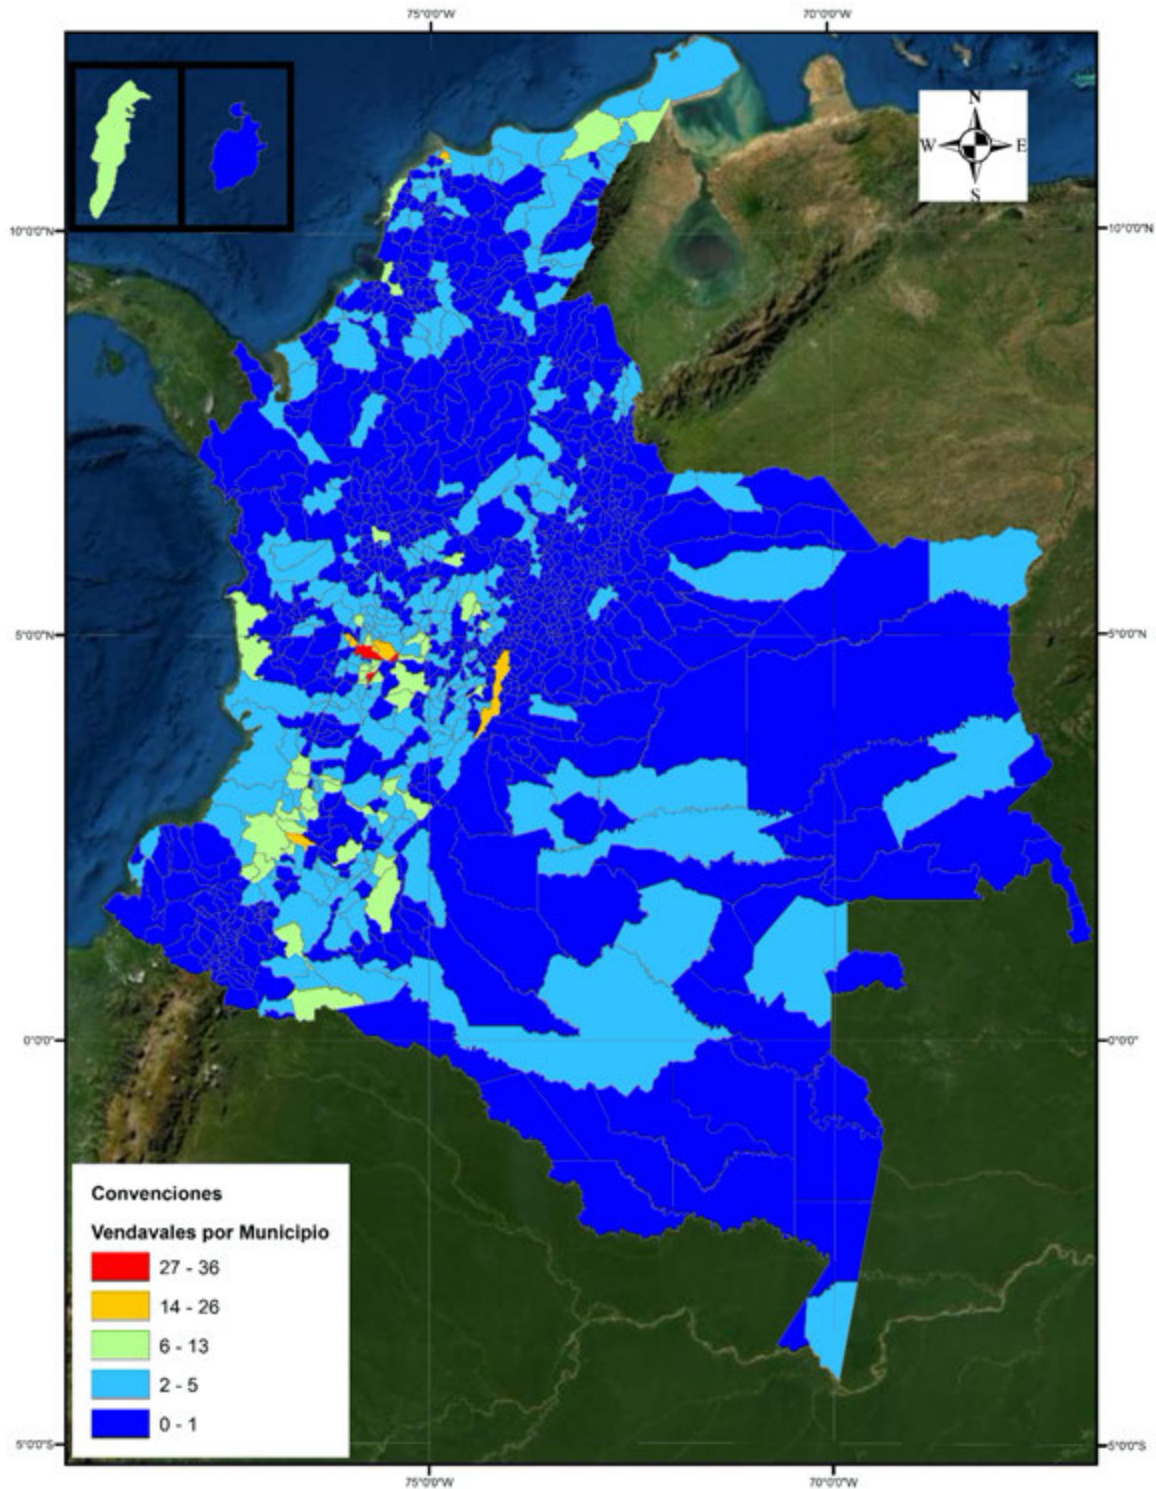 75°0'0"W 70°0'0"W
N
W E
S
10°0'0"N 10°0'0"N
5°0'0"N 5°0'0"N
0°0'0" 0°0'0"
Convenciones
Vendavales por Municipio
27 - 36
14 - 26
6 - 13
2 - 5
0 - 1
5°0'0"S 5°0'0"S
75°0'0"W 70°0'0"W